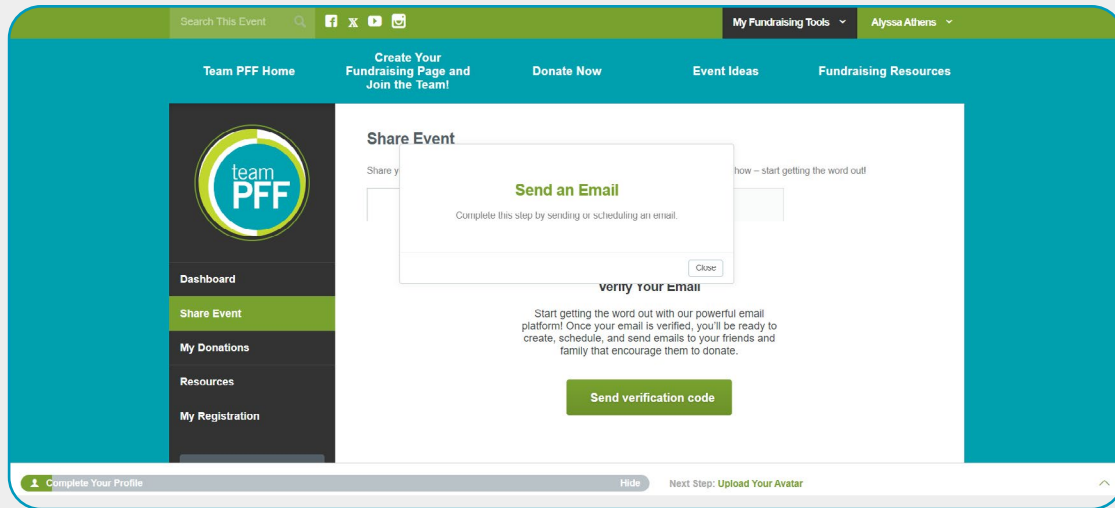 Search This Event
My Fundraising Tools
Alyssa Athens
Team PFF Home
Create Your
Fundraising Page and
Join the Team!
Donate Now
Event Ideas
Fundraising Resources
team
PFF
Share Event
Share y
how – start getting the word out!
Send an Email
Complete this step by sending or scheduling an email.
Close
Verify Your Email
Start getting the word out with our powerful email
platform! Once your email is verified, you'll be ready to
create, schedule, and send emails to your friends and
family that encourage them to donate.
Send verification code
Dashboard
Share Event
My Donations
Resources
My Registration
Complete Your Profile
Hide
Next Step: Upload Your Avatar